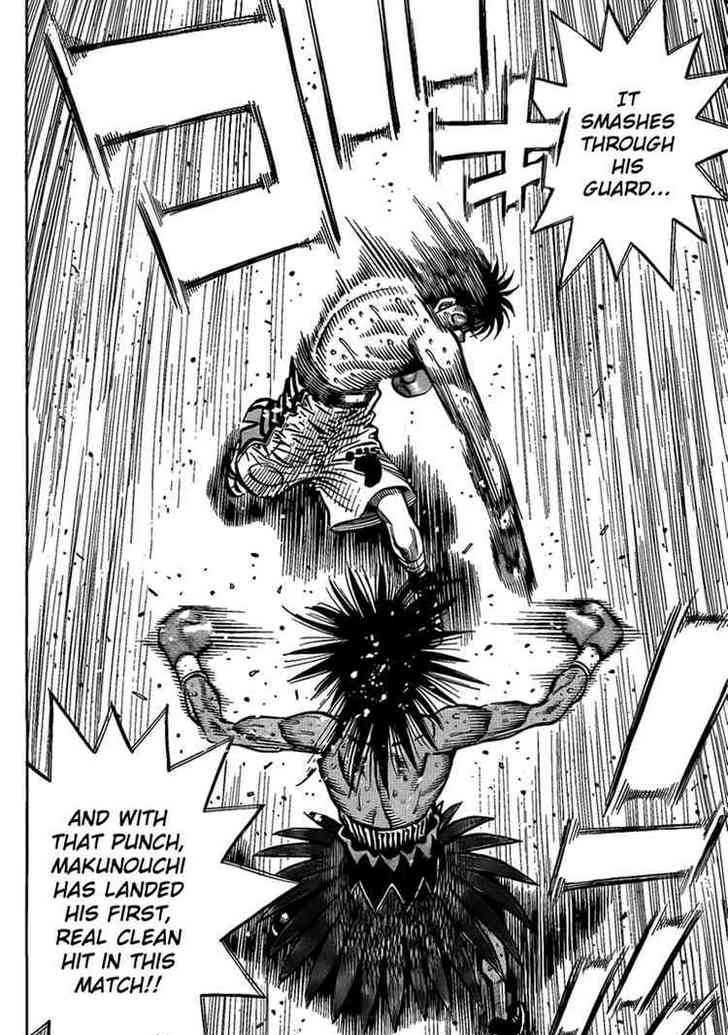 IT
SMASHES
THROUGH
HIS
GUARD...
AND WITH
THAT PUNCH,
MAKUNOUCHI
HAS LANDED
HIS FIRST,
REAL CLEAN
HIT IN THIS
MATCH!!